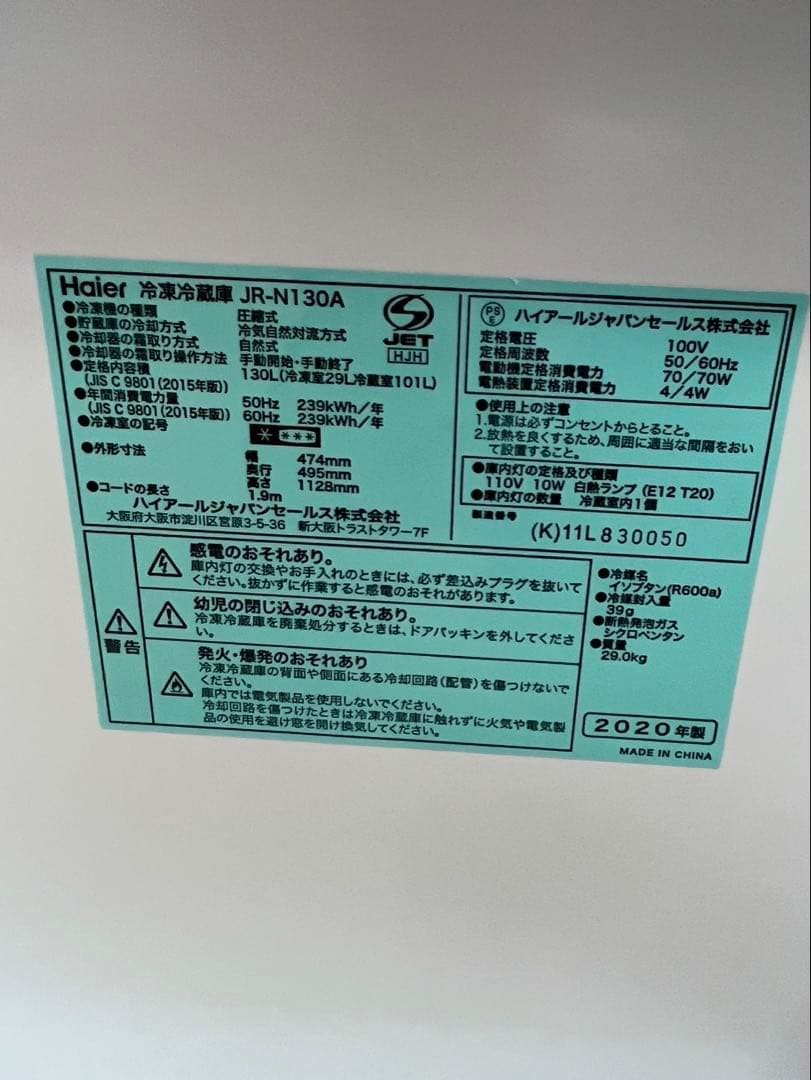 Haier 冷凍冷蔵庫 JR-N130A
●冷凍機の種類 圧縮式
●貯蔵庫の冷却方式 冷気自然対流方式
●冷却器の霜取り方式 自然式
●冷却器の霜取り操作方法 手動開始・手動終了
●定格内容積 130L(冷凍室29L冷蔵室101L)
(JIS C 9801(2015年版))
●年間消費電力量 50Hz 239kWh/年
(JIS C 9801(2015年版)) 60Hz 239kWh/年
●冷凍室の記号 * ***
●外形寸法 幅 474mm
奥行 495mm
高さ 1128mm
●コードの長さ 1.9m
ハイアールジャパンセールス株式会社
大阪府大阪市淀川区宮原3-5-36 新大阪トラストタワー7F
JET
HJH
PSE ハイアールジャパンセールス株式会社
定格電圧 100V
定格周波数 50/60Hz
電動機定格消費電力 70/70W
電熱装置定格消費電力 4/4W
●使用上の注意
1.電源は必ずコンセントからとること。
2.放熱を良くするため、周囲に適当な間隔をおい
て設置すること。
●庫内灯の定格及び種類
110V 10W 白熱ランプ (E12 T20)
●庫内灯の数量 冷蔵室内1個
製造番号
(K)11L830050
警告
感電のおそれあり。
庫内灯の交換やお手入れのときには、必ず差込みプラグを抜いて
ください。抜かずに作業すると感電のおそれがあります。
幼児の閉じ込みのおそれあり。
冷凍冷蔵庫を廃棄処分するときは、ドアパッキンを外してくださ
い。
発火・爆発のおそれあり
冷凍冷蔵庫の背面や側面にある冷却回路(配管)を傷つけないで
ください。
庫内では電気製品を使用しないでください。
冷却回路を傷つけたときは冷凍冷蔵庫に触れずに火気や電気製
品の使用を避け窓を開け換気してください。
●冷媒名
イソブタン(R600a)
●冷媒封入量
39g
●断熱発泡ガス
シクロペンタン
●質量
29.0kg
2020年製
MADE IN CHINA